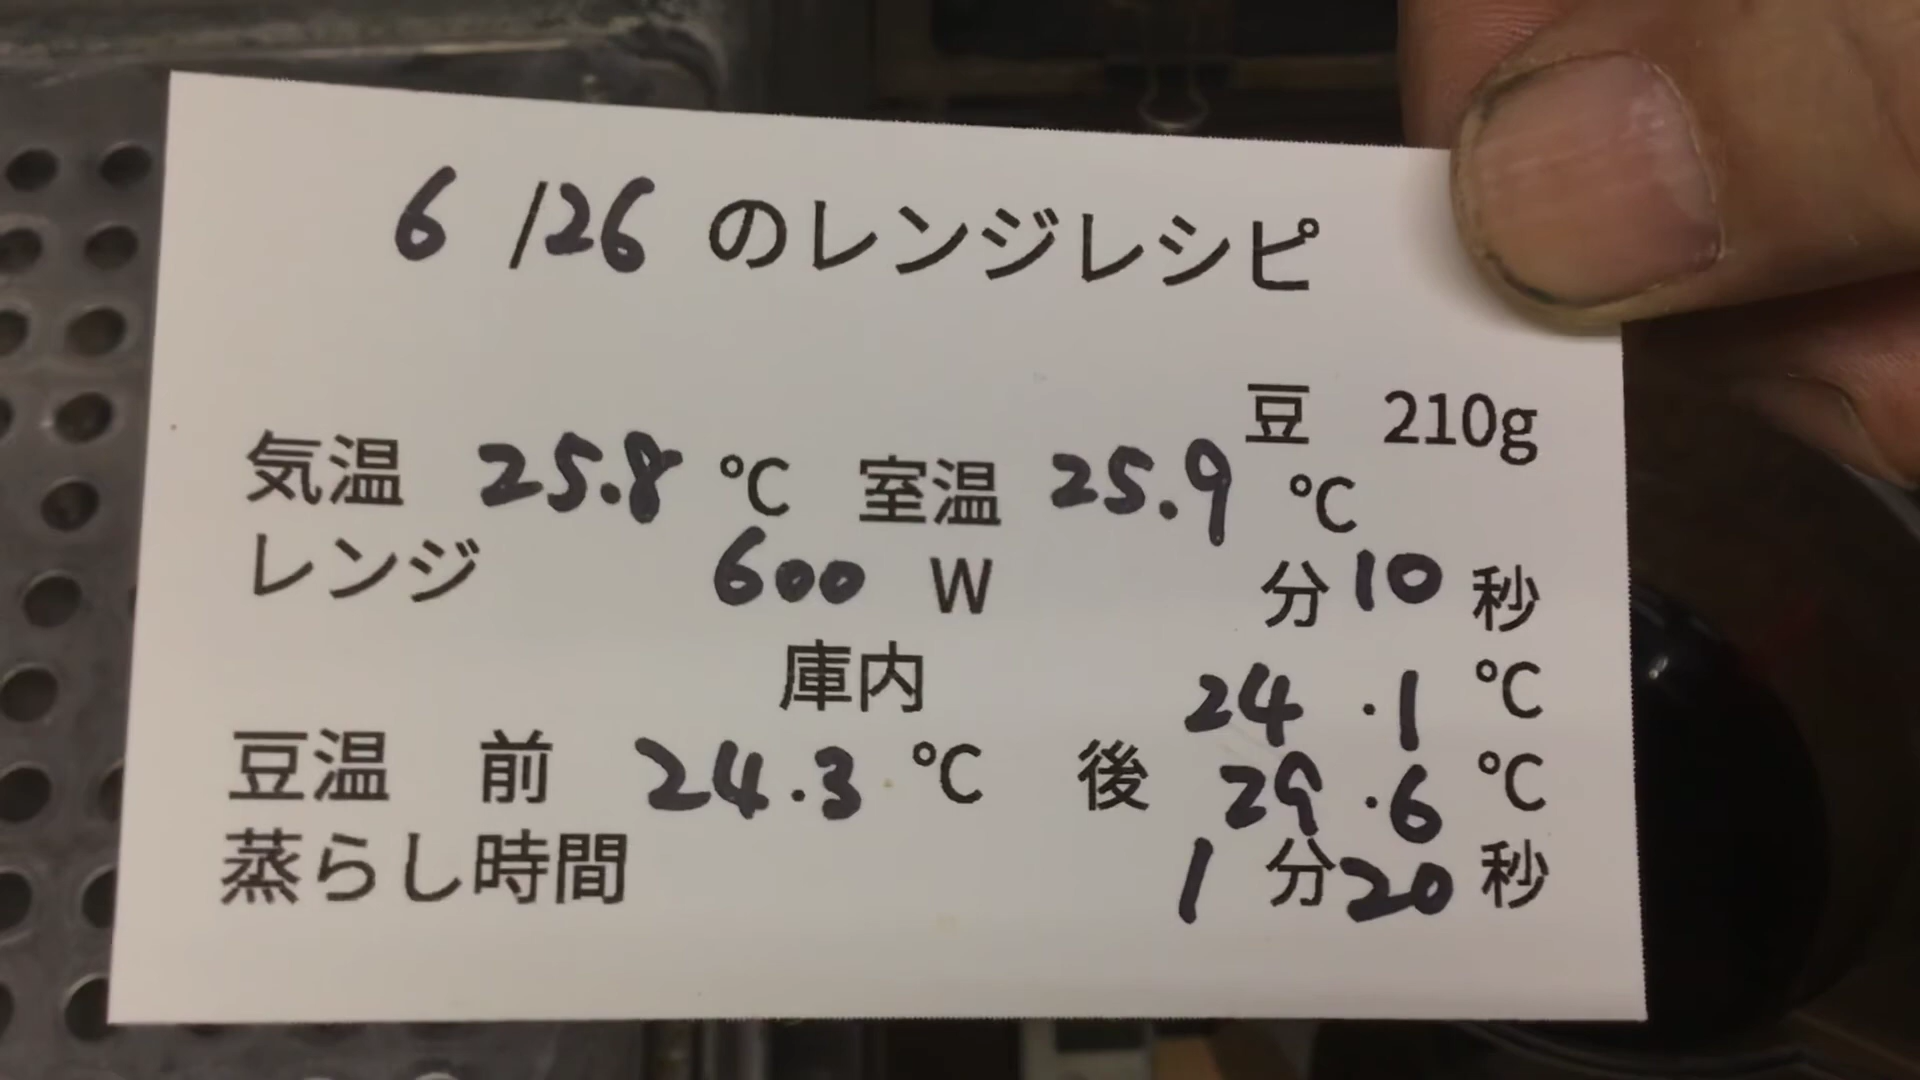 6/26のレンジレシピ
豆 210g
気温 25.8 ℃ 室温 25.9 ℃
レンジ 600 W 分 10 秒
庫内 24.1 ℃
豆温 前 24.3 ℃ 後 29.6 ℃
蒸らし時間 1 分 20 秒